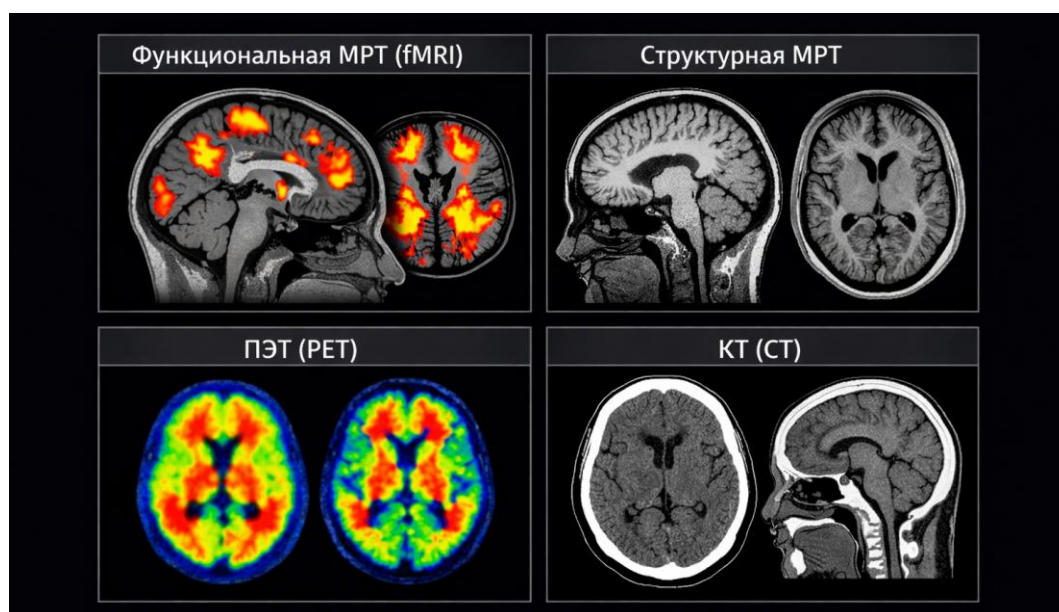 Функциональная МРТ (fMRI)
Структурная МРТ
ПЭТ (PET)
КТ (CT)